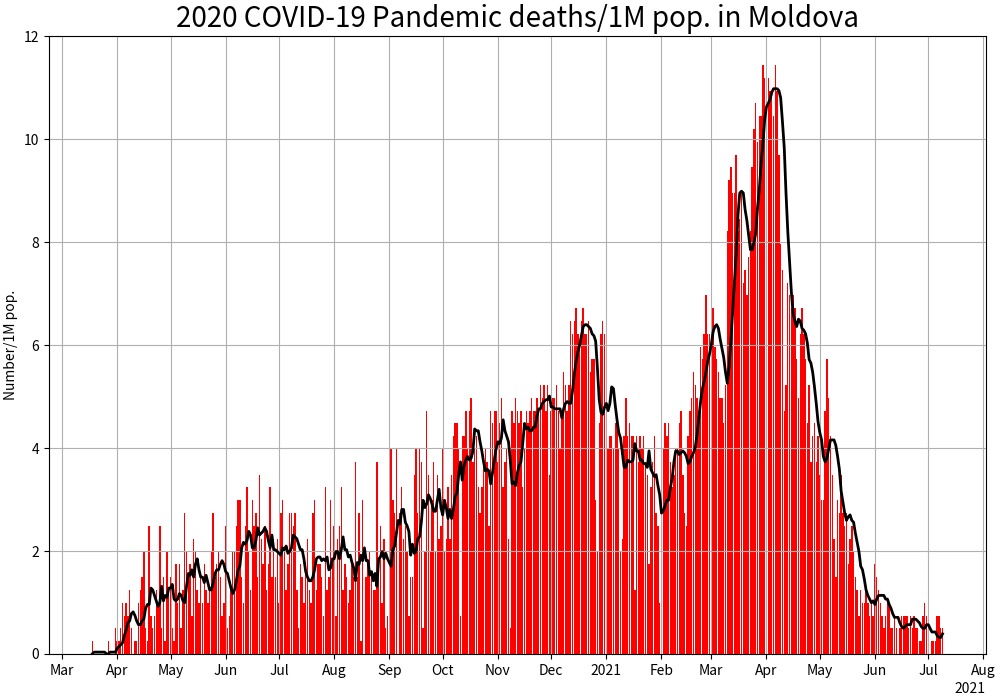 2020 COVID-19 Pandemic deaths/1M pop. in Moldova
Number/1M pop.
12
10
8
6
4
2
0
Mar Apr May Jun Jul Aug Sep Oct Nov Dec 2021 Feb Mar Apr May Jun Jul Aug
2021